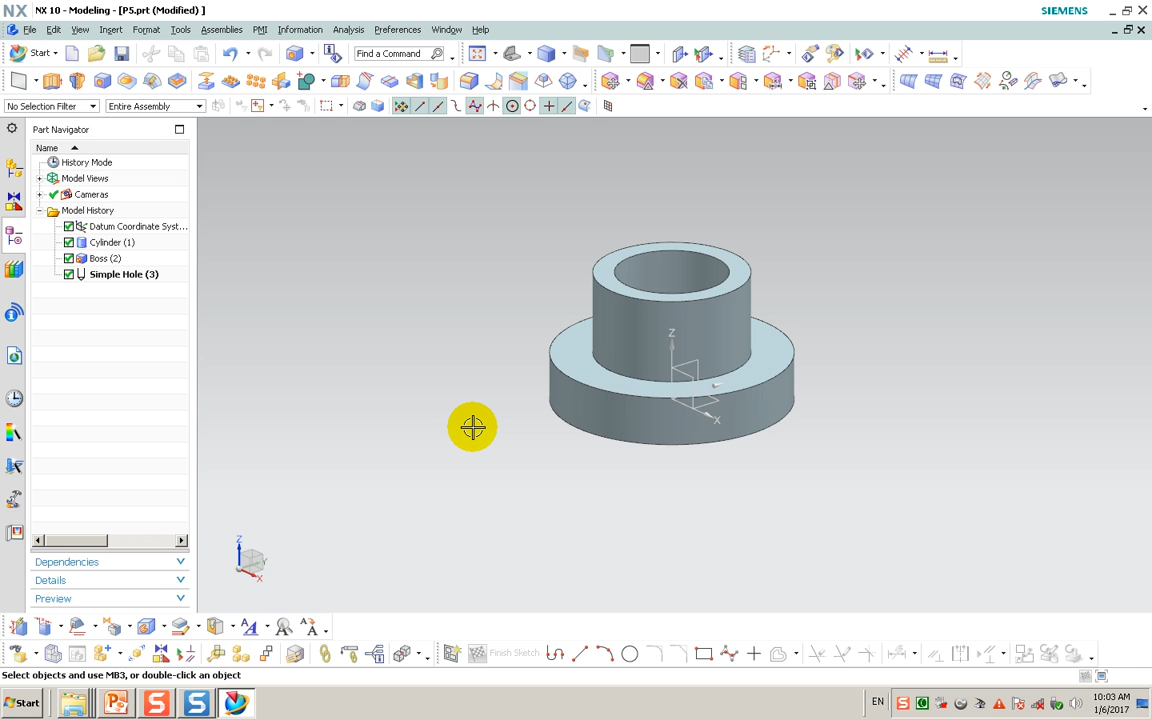 NX NX 10 - Modeling - [P5.prt (Modified) ] SIEMENS
File Edit View Insert Format Tools Assemblies PMI Information Analysis Preferences Window Help
Start Undo Find a Command
No Selection Filter Entire Assembly
Part Navigator
Name
History Mode
Model Views
Cameras
Model History
Datum Coordinate Syst...
Cylinder (1)
Boss (2)
Simple Hole (3)
Z
X
Z
Y
X
Dependencies
Details
Preview
Finish Sketch
Select objects and use MB3, or double-click an object
Start EN 10:03 AM
1/6/2017